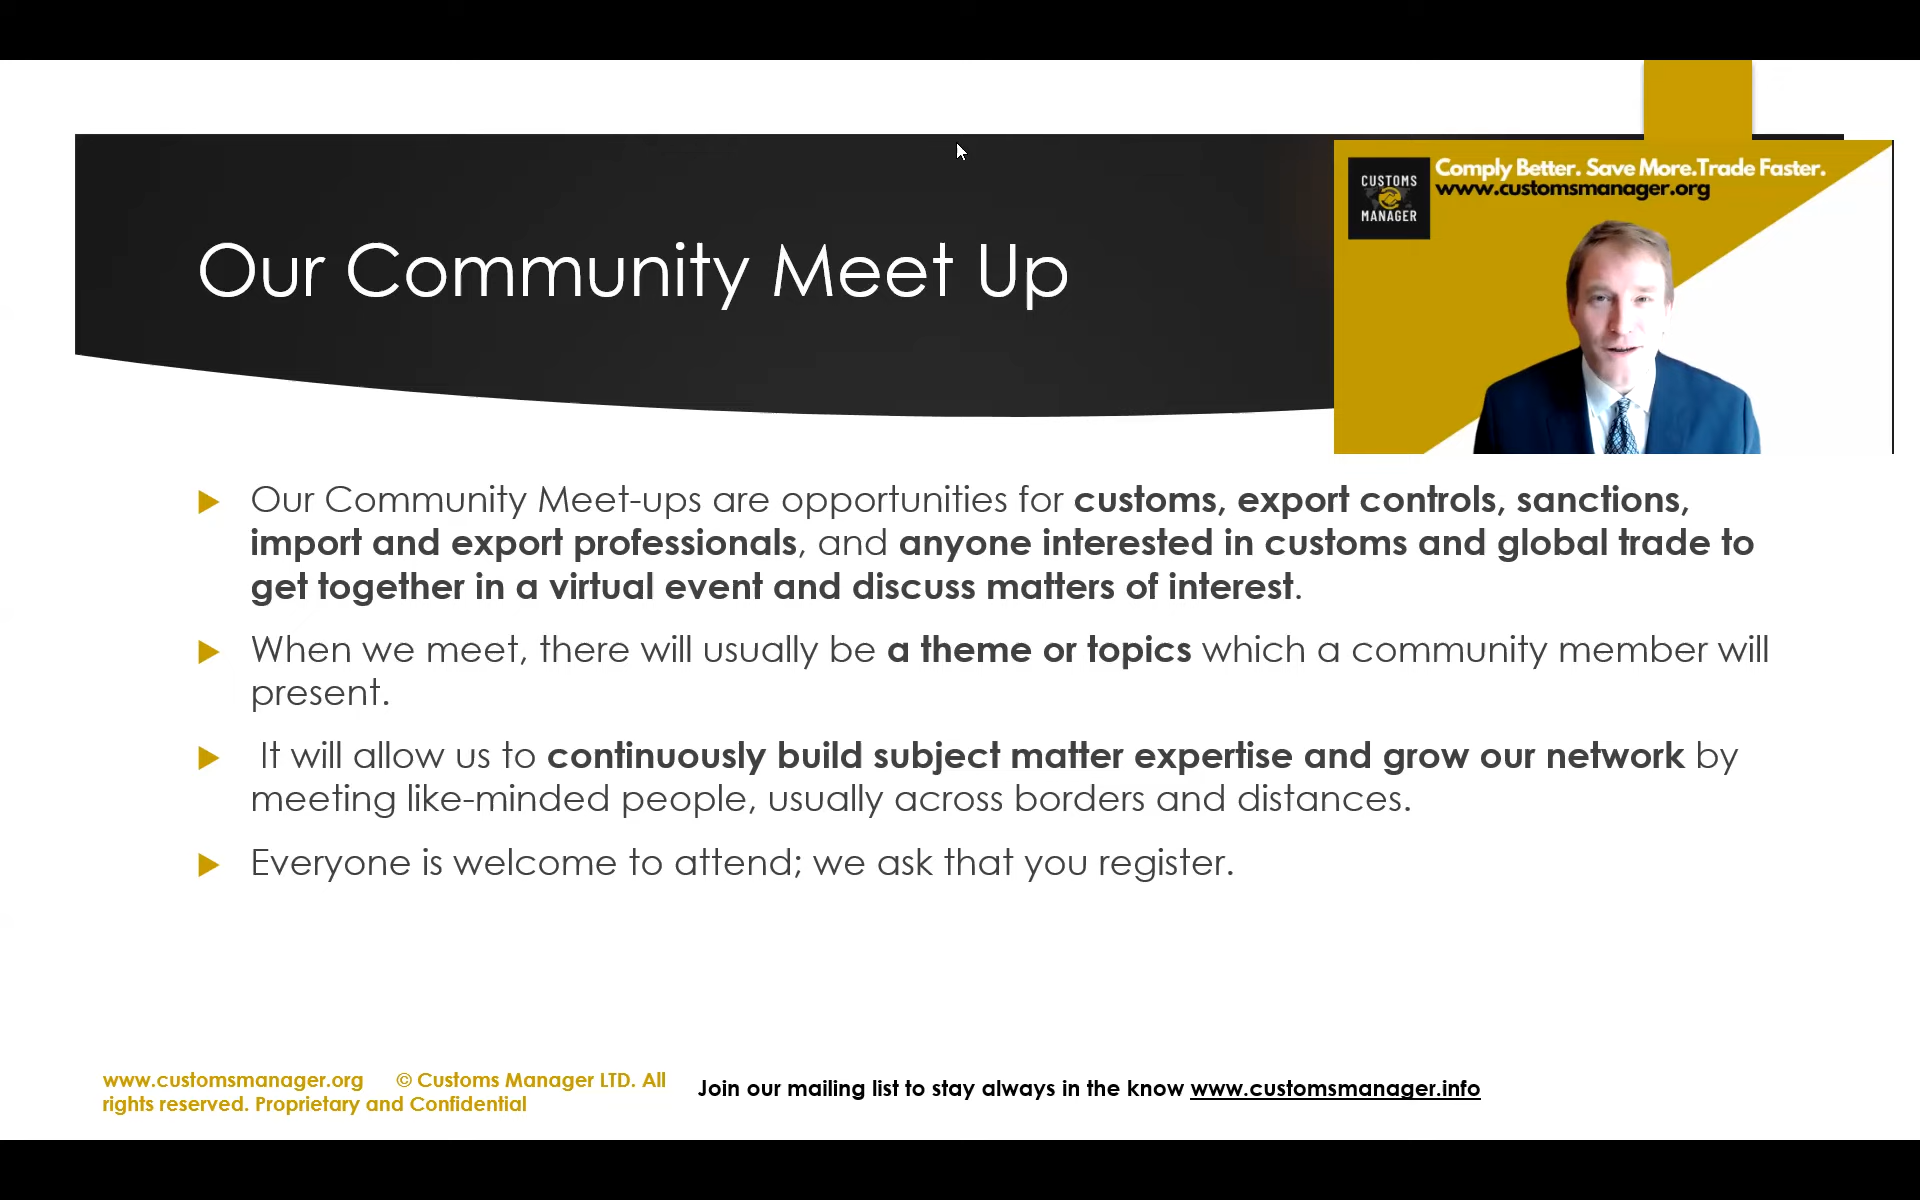 Comply Better. Save More.Trade Faster.
www.customsmanager.org
CUSTOMS
MANAGER
Our Community Meet Up
Our Community Meet-ups are opportunities for customs, export controls, sanctions,
import and export professionals, and anyone interested in customs and global trade to
get together in a virtual event and discuss matters of interest.
When we meet, there will usually be a theme or topics which a community member will
present.
It will allow us to continuously build subject matter expertise and grow our network by
meeting like-minded people, usually across borders and distances.
Everyone is welcome to attend; we ask that you register.
www.customsmanager.org © Customs Manager LTD. All
rights reserved. Proprietary and Confidential
Join our mailing list to stay always in the know www.customsmanager.info